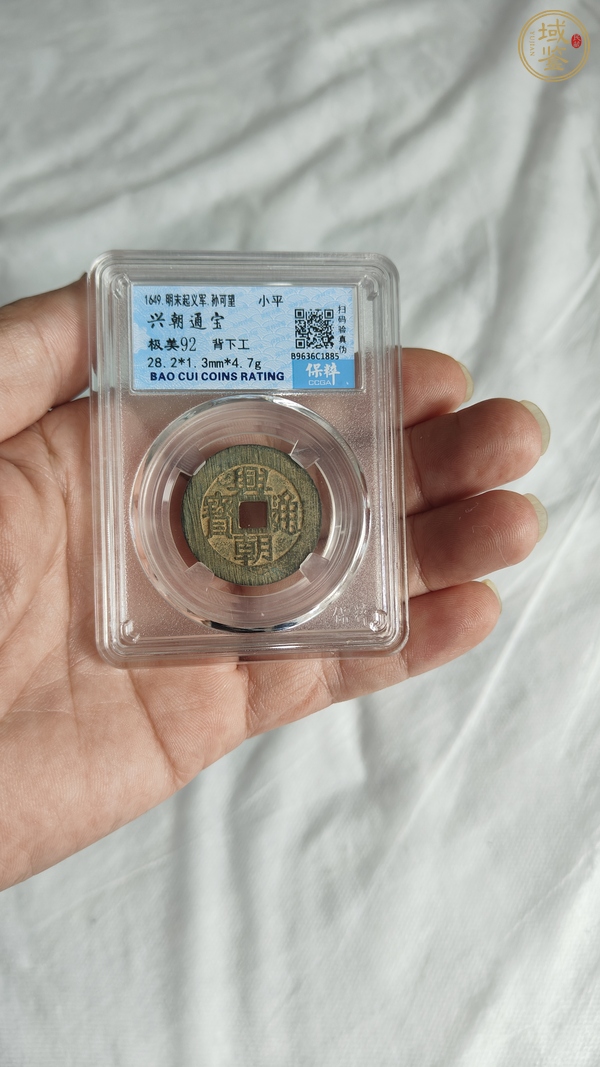 域鉴
YUJIAN
1649.明末起义军.孙可望 小平
兴朝通宝
极美92 背下工
28.2*1.3mm*4.7g
BAO CUI COINS RATING
扫码验真伪
B9636C1885
保粹
CCGA
興朝通寶